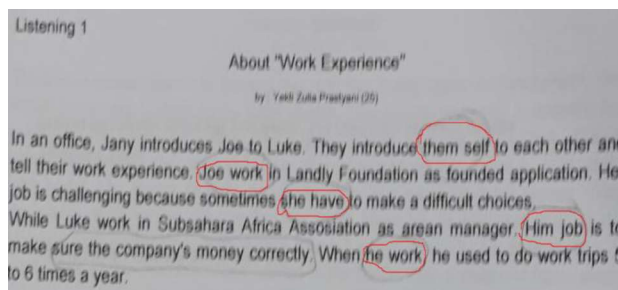 Listening 1
About "Work Experience"
by : Yekti Zulia Prastyani (25)
In an office, Jany introduces Joe to Luke. They introduce them self to each other and
tell their work experience. Joe work in Landly Foundation as founded application. He
job is challenging because sometimes she have to make a difficult choices.
While Luke work in Subsahara Africa Assosiation as arean manager. Him job is to
make sure the company's money correctly. When he work he used to do work trips 5
to 6 times a year.